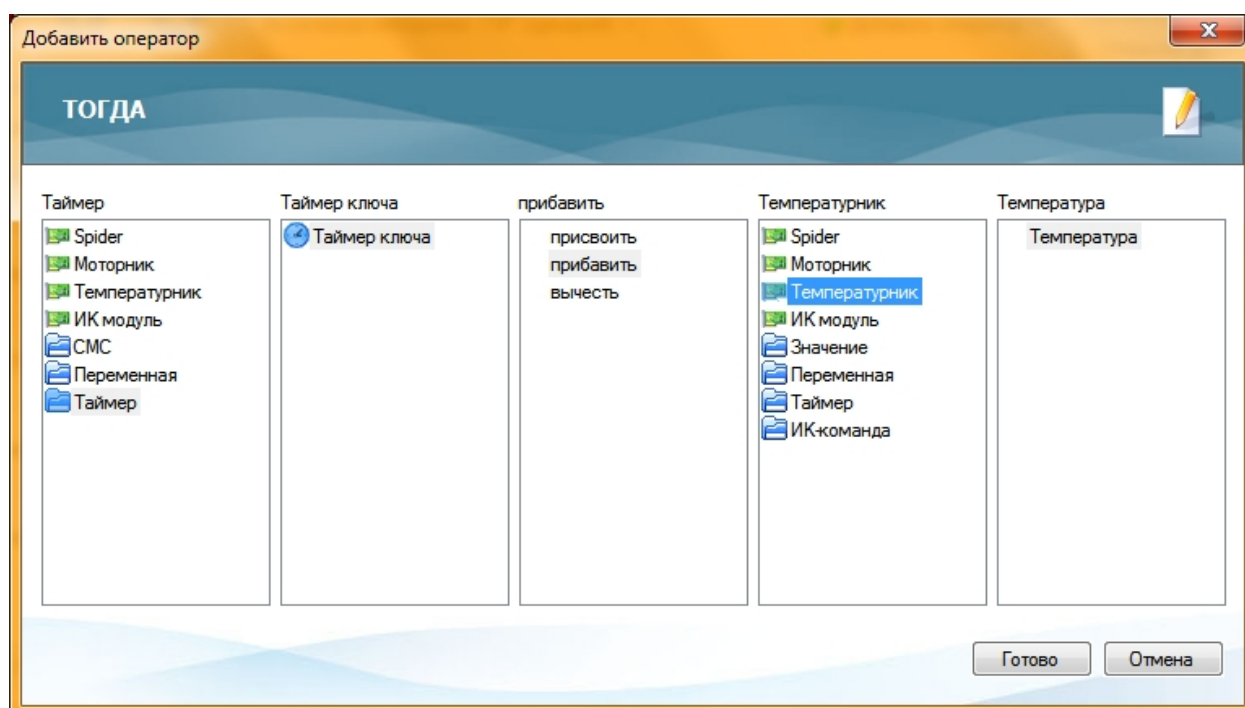 Добавить оператор
ТОГДА
Таймер
Spider
Моторник
Температурник
ИК модуль
СМС
Переменная
Таймер
Таймер ключа
Таймер ключа
прибавить
присвоить
прибавить
вычесть
Температурник
Spider
Моторник
Температурник
ИК модуль
Значение
Переменная
Таймер
ИК-команда
Температура
Температура
Готово
Отмена